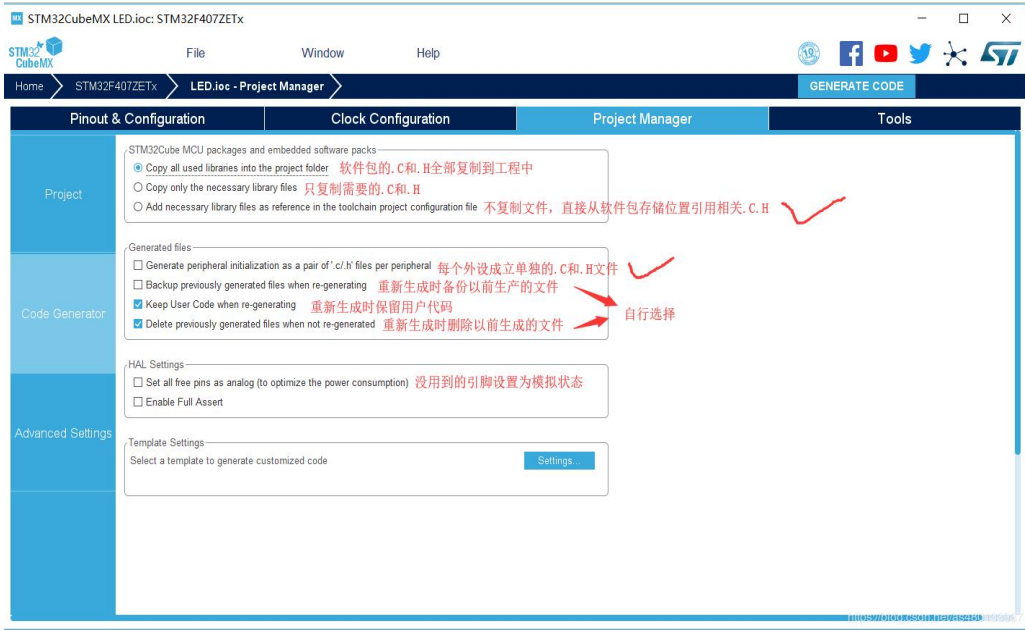 MX STM32CubeMX LED.ioc: STM32F407ZETx
STM32 CubeMX File Window Help 10 ST
Home STM32F407ZETx LED.ioc - Project Manager GENERATE CODE
Pinout & Configuration Clock Configuration Project Manager Tools
Project
Code Generator
Advanced Settings
STM32Cube MCU packages and embedded software packs
Copy all used libraries into the project folder 软件包的.C和.H全部复制到工程中
Copy only the necessary library files 只复制需要的.C和.H
Add necessary library files as reference in the toolchain project configuration file 不复制文件，直接从软件包存储位置引用相关.C.H
Generated files
Generate peripheral initialization as a pair of '.c/.h' files per peripheral 每个外设成立单独的.C和.H文件
Backup previously generated files when re-generating 重新生成时备份以前生产的文件
Keep User Code when re-generating 重新生成时保留用户代码
自行选择
Delete previously generated files when not re-generated 重新生成时删除以前生成的文件
HAL Settings
Set all free pins as analog (to optimize the power consumption) 没用到的引脚设置为模拟状态
Enable Full Assert
Template Settings
Select a template to generate customized code Settings...